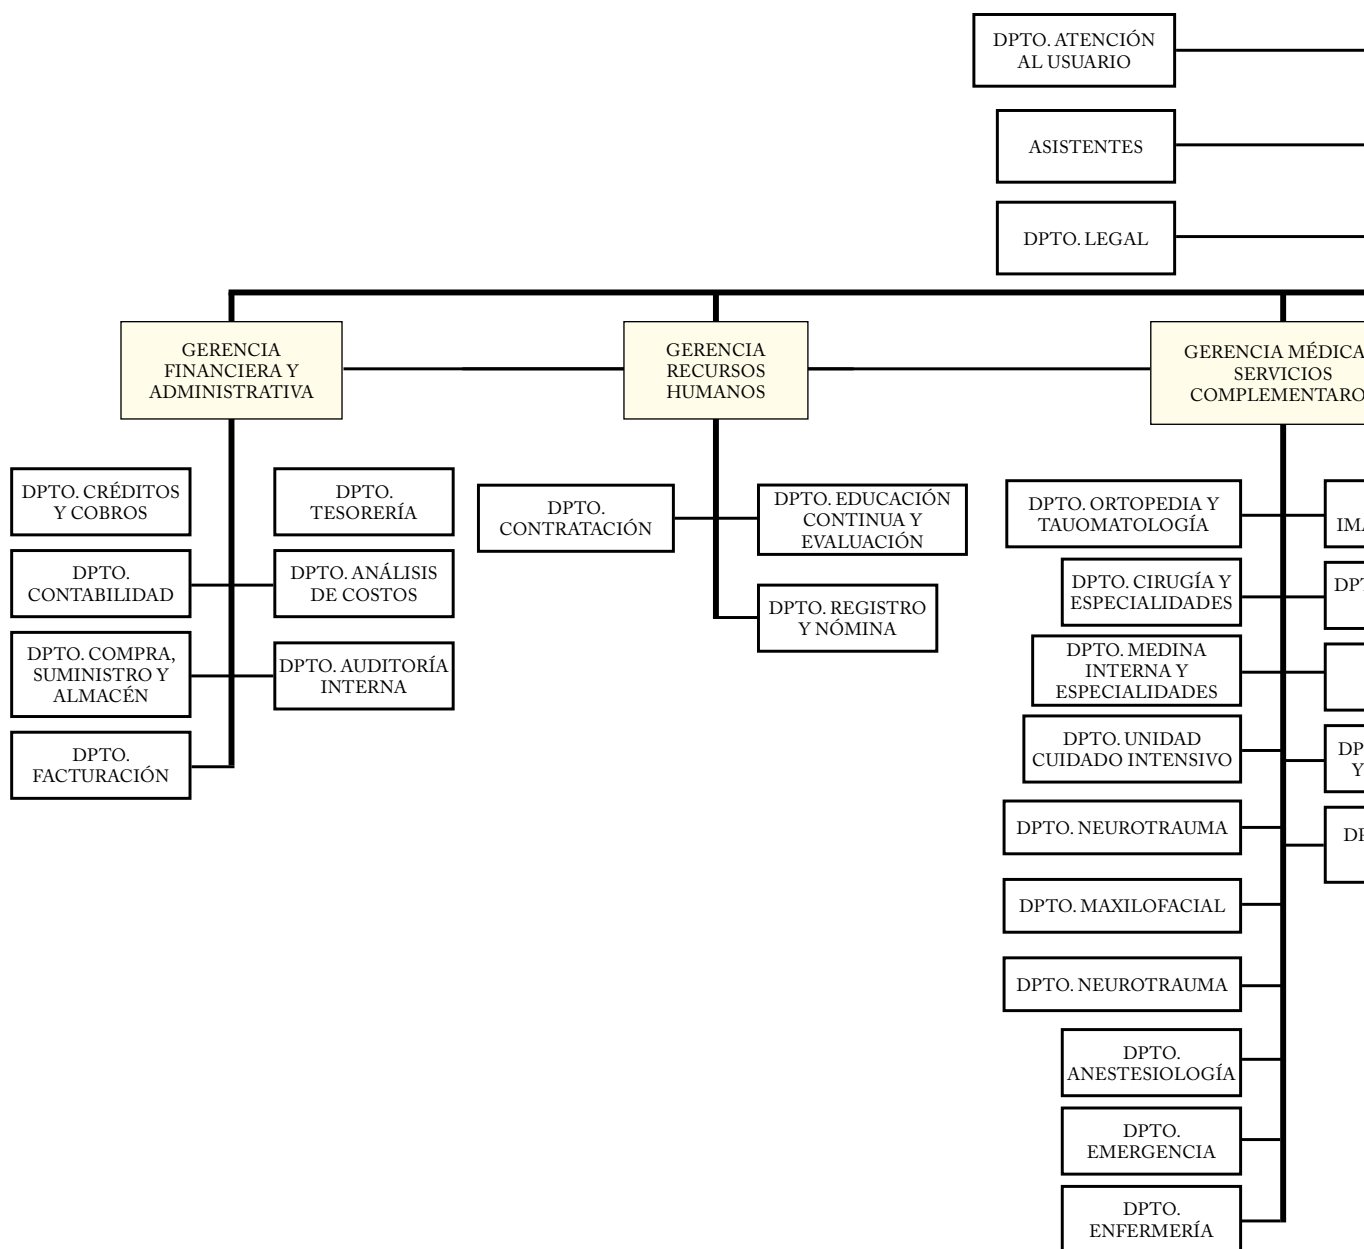 DPTO. ATENCIÓN
AL USUARIO
ASISTENTES
DPTO. LEGAL
GERENCIA
FINANCIERA Y
ADMINISTRATIVA
GERENCIA
RECURSOS
HUMANOS
GERENCIA MÉDICA
SERVICIOS
COMPLEMENTARO
DPTO. CRÉDITOS
Y COBROS
DPTO.
TESORERÍA
DPTO.
CONTABILIDAD
DPTO. ANÁLISIS
DE COSTOS
DPTO. COMPRA,
SUMINISTRO Y
ALMACÉN
DPTO. AUDITORÍA
INTERNA
DPTO.
FACTURACIÓN
DPTO.
CONTRATACIÓN
DPTO. EDUCACIÓN
CONTINUA Y
EVALUACIÓN
DPTO. REGISTRO
Y NÓMINA
DPTO. ORTOPEDIA Y
TAUOMATOLOGÍA
DPTO. CIRUGÍA Y
ESPECIALIDADES
DPTO. MEDINA
INTERNA Y
ESPECIALIDADES
DPTO. UNIDAD
CUIDADO INTENSIVO
DPTO. NEUROTRAUMA
DPTO. MAXILOFACIAL
DPTO. NEUROTRAUMA
DPTO.
ANESTESIOLOGÍA
DPTO.
EMERGENCIA
DPTO.
ENFERMERÍA
Y